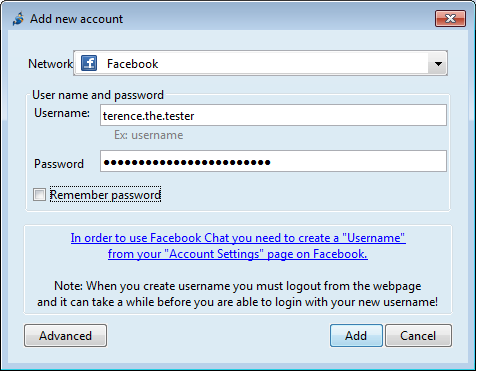 Add new account
Network Facebook
User name and password
Username: terence.the.tester
Ex: username
Password ••••••••••••••••••••••••
Remember password
In order to use Facebook Chat you need to create a "Username"
from your "Account Settings" page on Facebook.
Note: When you create username you must logout from the webpage
and it can take a while before you are able to login with your new username!
Advanced Add Cancel